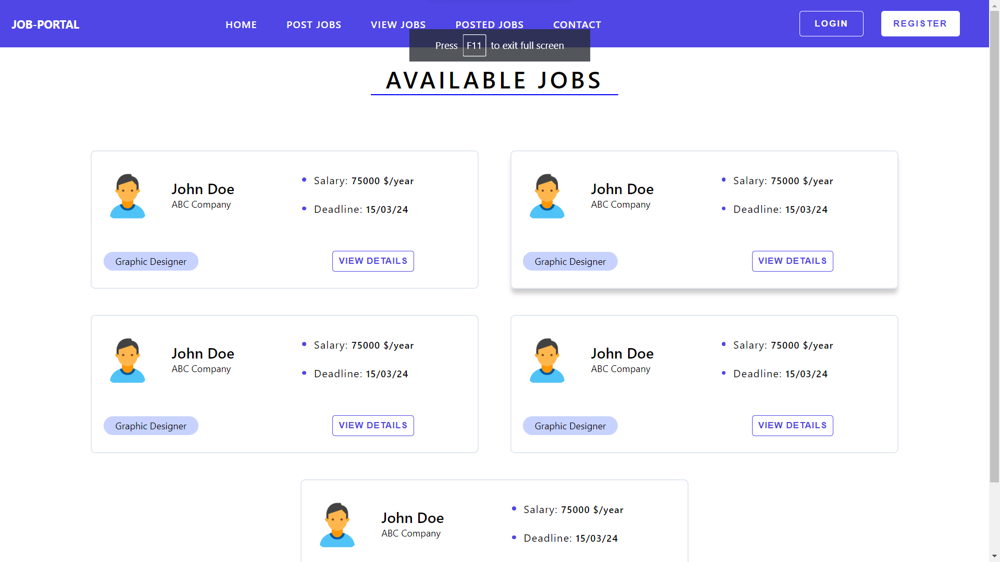 JOB-PORTAL
HOME
POST JOBS
VIEW JOBS
POSTED JOBS
CONTACT
LOGIN
REGISTER
Press F11 to exit full screen
AVAILABLE JOBS
John Doe
ABC Company
Salary: 75000 $/year
Deadline: 15/03/24
Graphic Designer
VIEW DETAILS
John Doe
ABC Company
Salary: 75000 $/year
Deadline: 15/03/24
Graphic Designer
VIEW DETAILS
John Doe
ABC Company
Salary: 75000 $/year
Deadline: 15/03/24
Graphic Designer
VIEW DETAILS
John Doe
ABC Company
Salary: 75000 $/year
Deadline: 15/03/24
Graphic Designer
VIEW DETAILS
John Doe
ABC Company
Salary: 75000 $/year
Deadline: 15/03/24